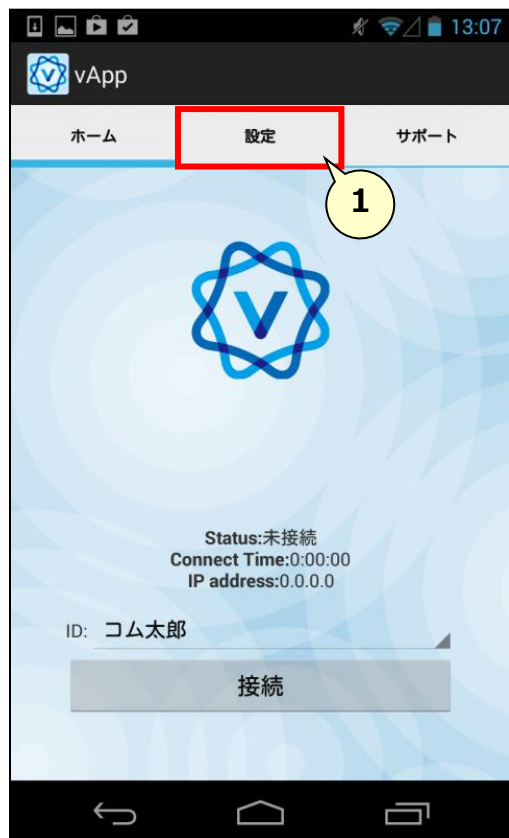 13:07
vApp
ホーム 設定 サポート
1
Status:未接続
Connect Time:0:00:00
IP address:0.0.0.0
ID: コム太郎
接続